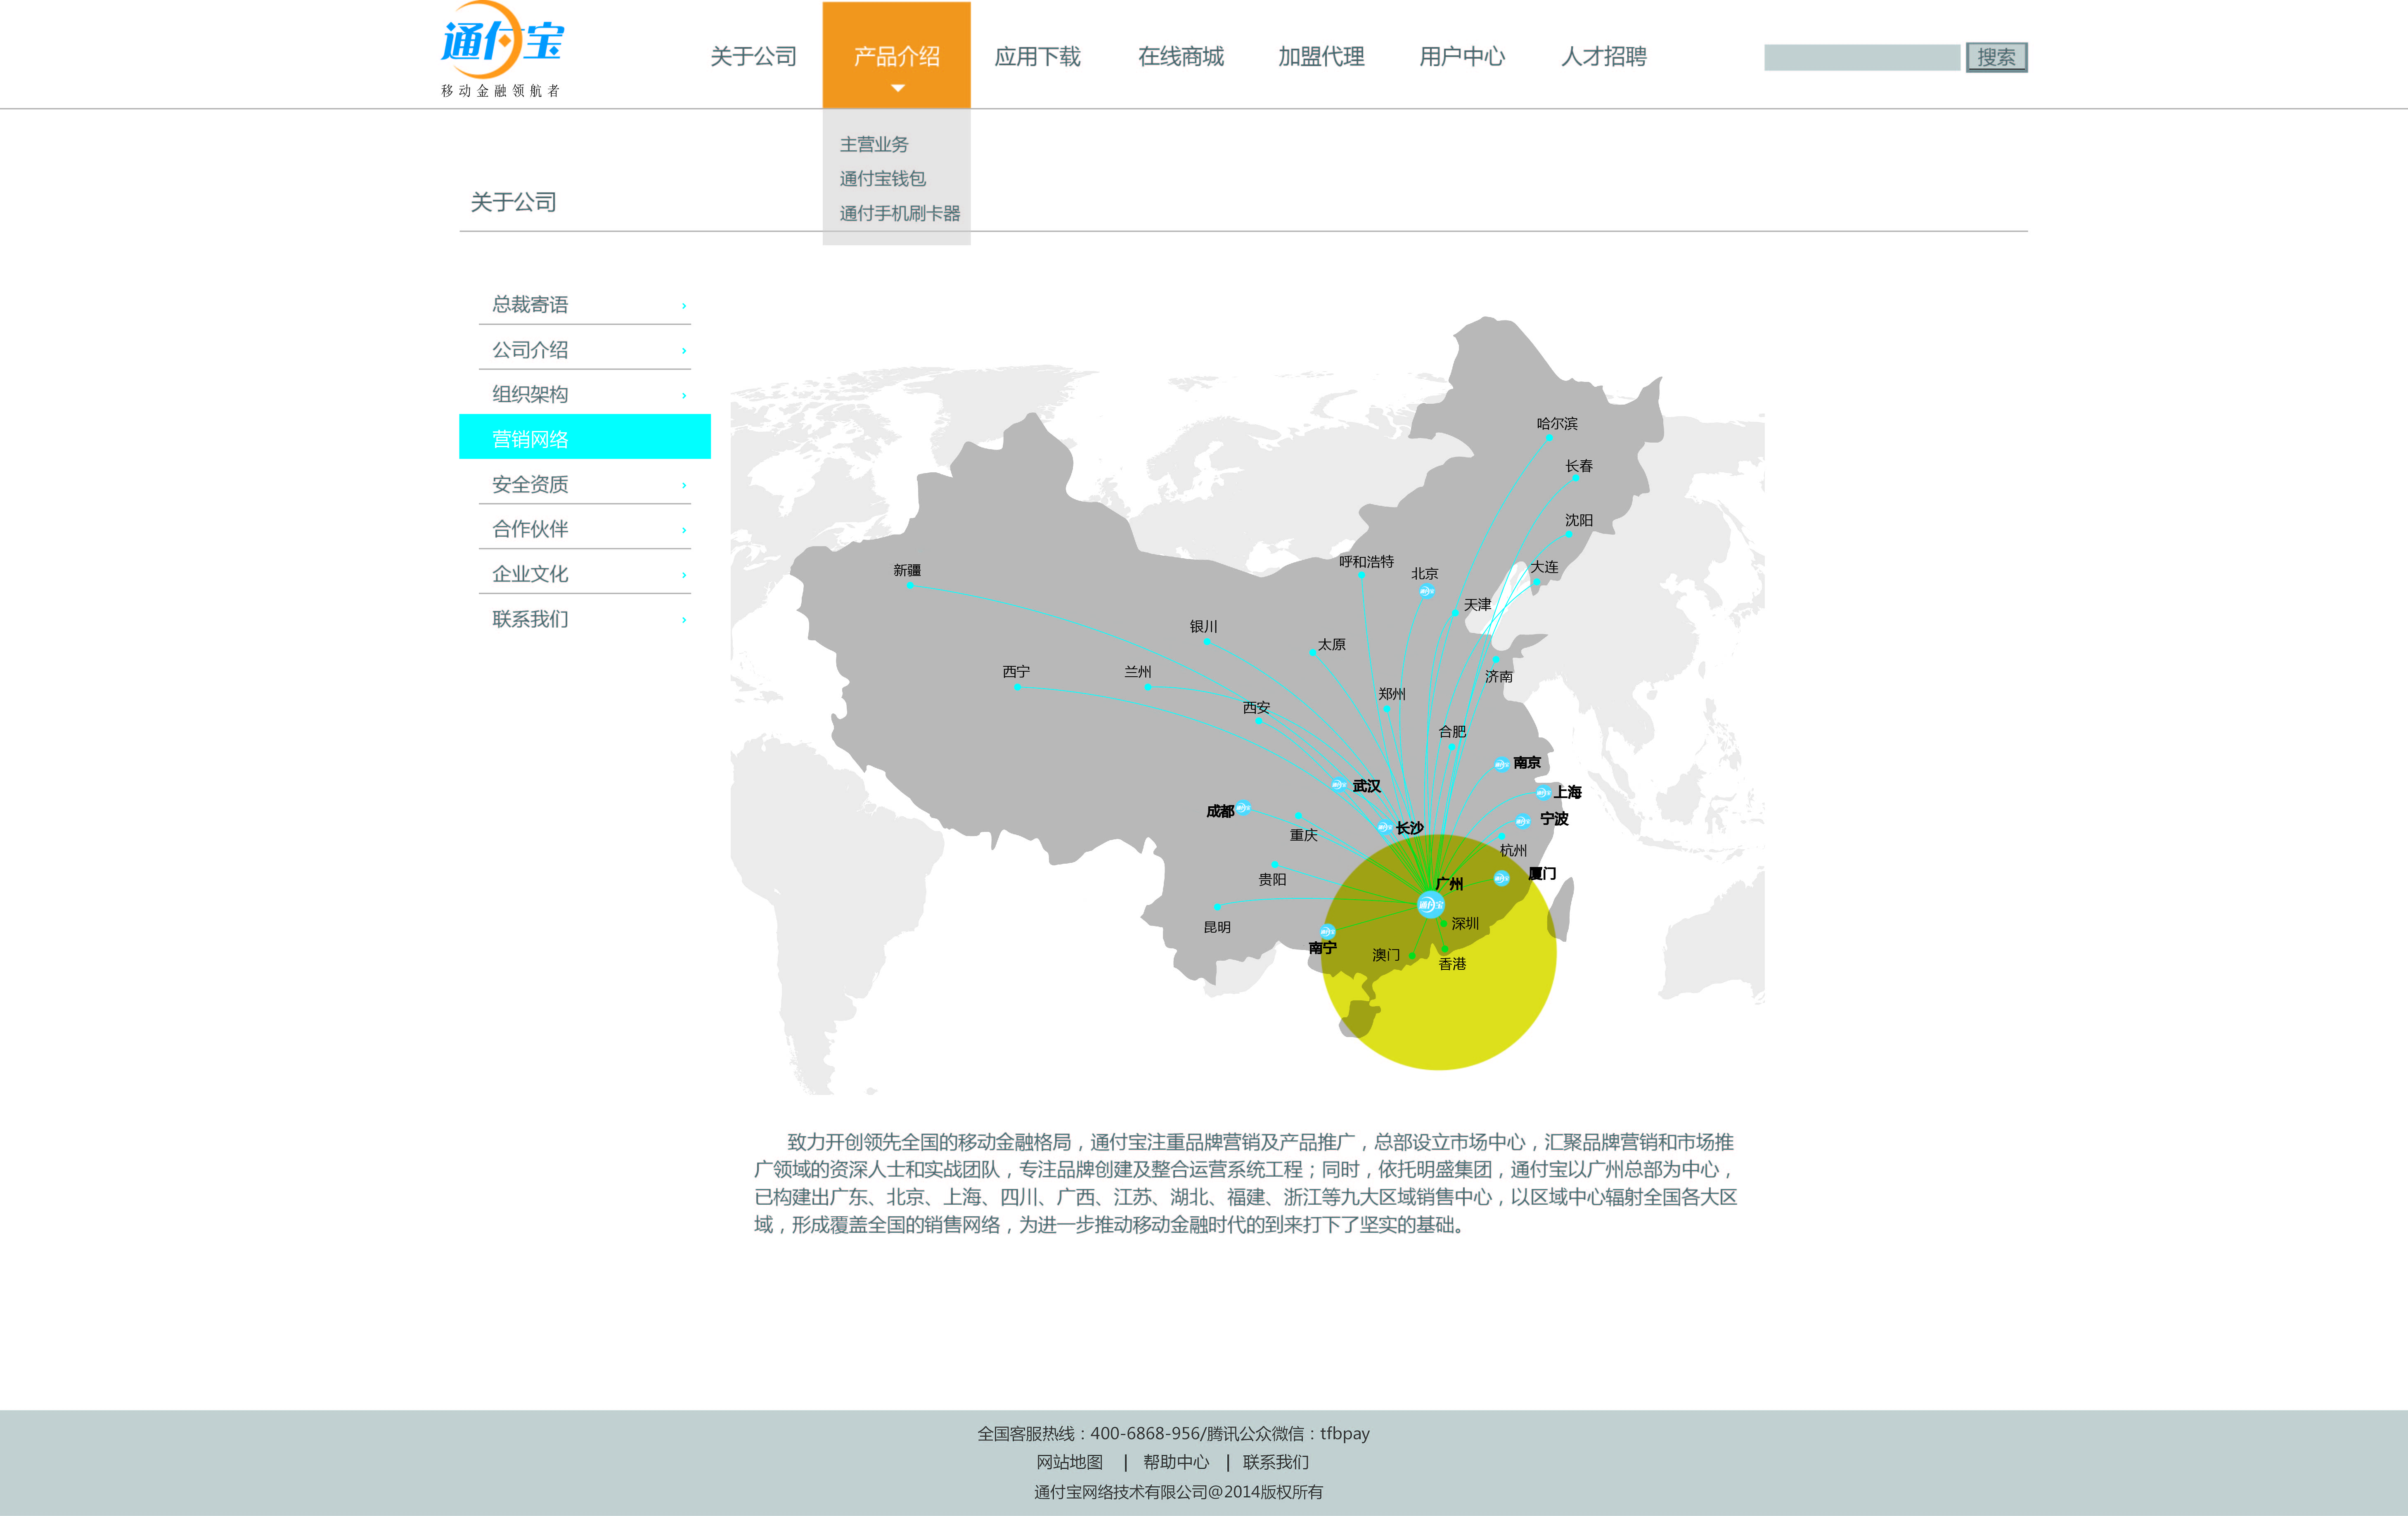 通付宝
移动金融领航者
关于公司 产品介绍 应用下载 在线商城 加盟代理 用户中心 人才招聘 搜索
主营业务
通付宝钱包
通付手机刷卡器
关于公司
总裁寄语
公司介绍
组织架构
营销网络
安全资质
合作伙伴
企业文化
联系我们
哈尔滨
长春
沈阳
呼和浩特
大连
新疆
北京
天津
银川
太原
西宁
兰州
济南
郑州
西安
合肥
南京
武汉
上海
成都
宁波
长沙
重庆
杭州
厦门
贵阳
广州
通付宝
深圳
昆明
南宁
澳门
香港
致力开创领先全国的移动金融格局，通付宝注重品牌营销及产品推广，总部设立市场中心，汇聚品牌营销和市场推
广领域的资深人士和实战团队，专注品牌创建及整合运营系统工程；同时，依托明盛集团，通付宝以广州总部为中心，
已构建出广东、北京、上海、四川、广西、江苏、湖北、福建、浙江等九大区域销售中心，以区域中心辐射全国各大区
域，形成覆盖全国的销售网络，为进一步推动移动金融时代的到来打下了坚实的基础。
全国客服热线：400-6868-956/腾讯公众微信：tfbpay
网站地图 | 帮助中心 | 联系我们
通付宝网络技术有限公司@2014版权所有